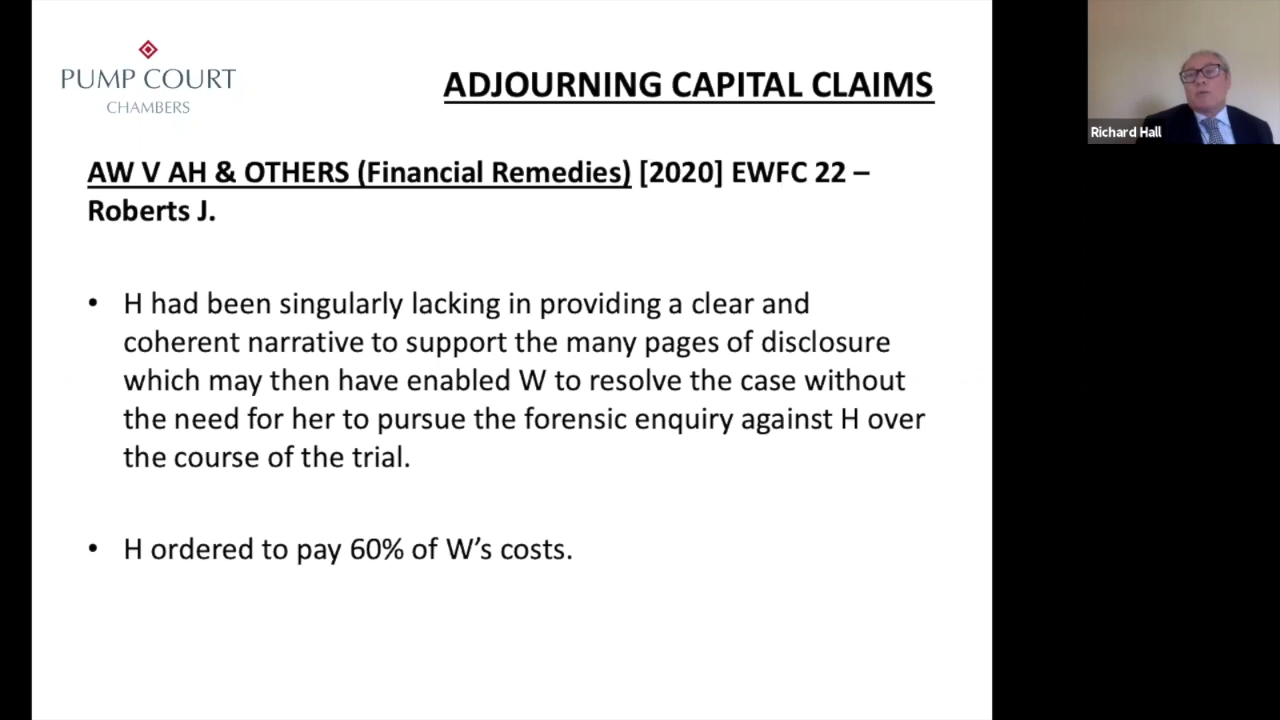 PUMP COURT
CHAMBERS
ADJOURNING CAPITAL CLAIMS
Richard Hall
AW V AH & OTHERS (Financial Remedies) [2020] EWFC 22 –
Roberts J.
• H had been singularly lacking in providing a clear and
coherent narrative to support the many pages of disclosure
which may then have enabled W to resolve the case without
the need for her to pursue the forensic enquiry against H over
the course of the trial.
• H ordered to pay 60% of W’s costs.